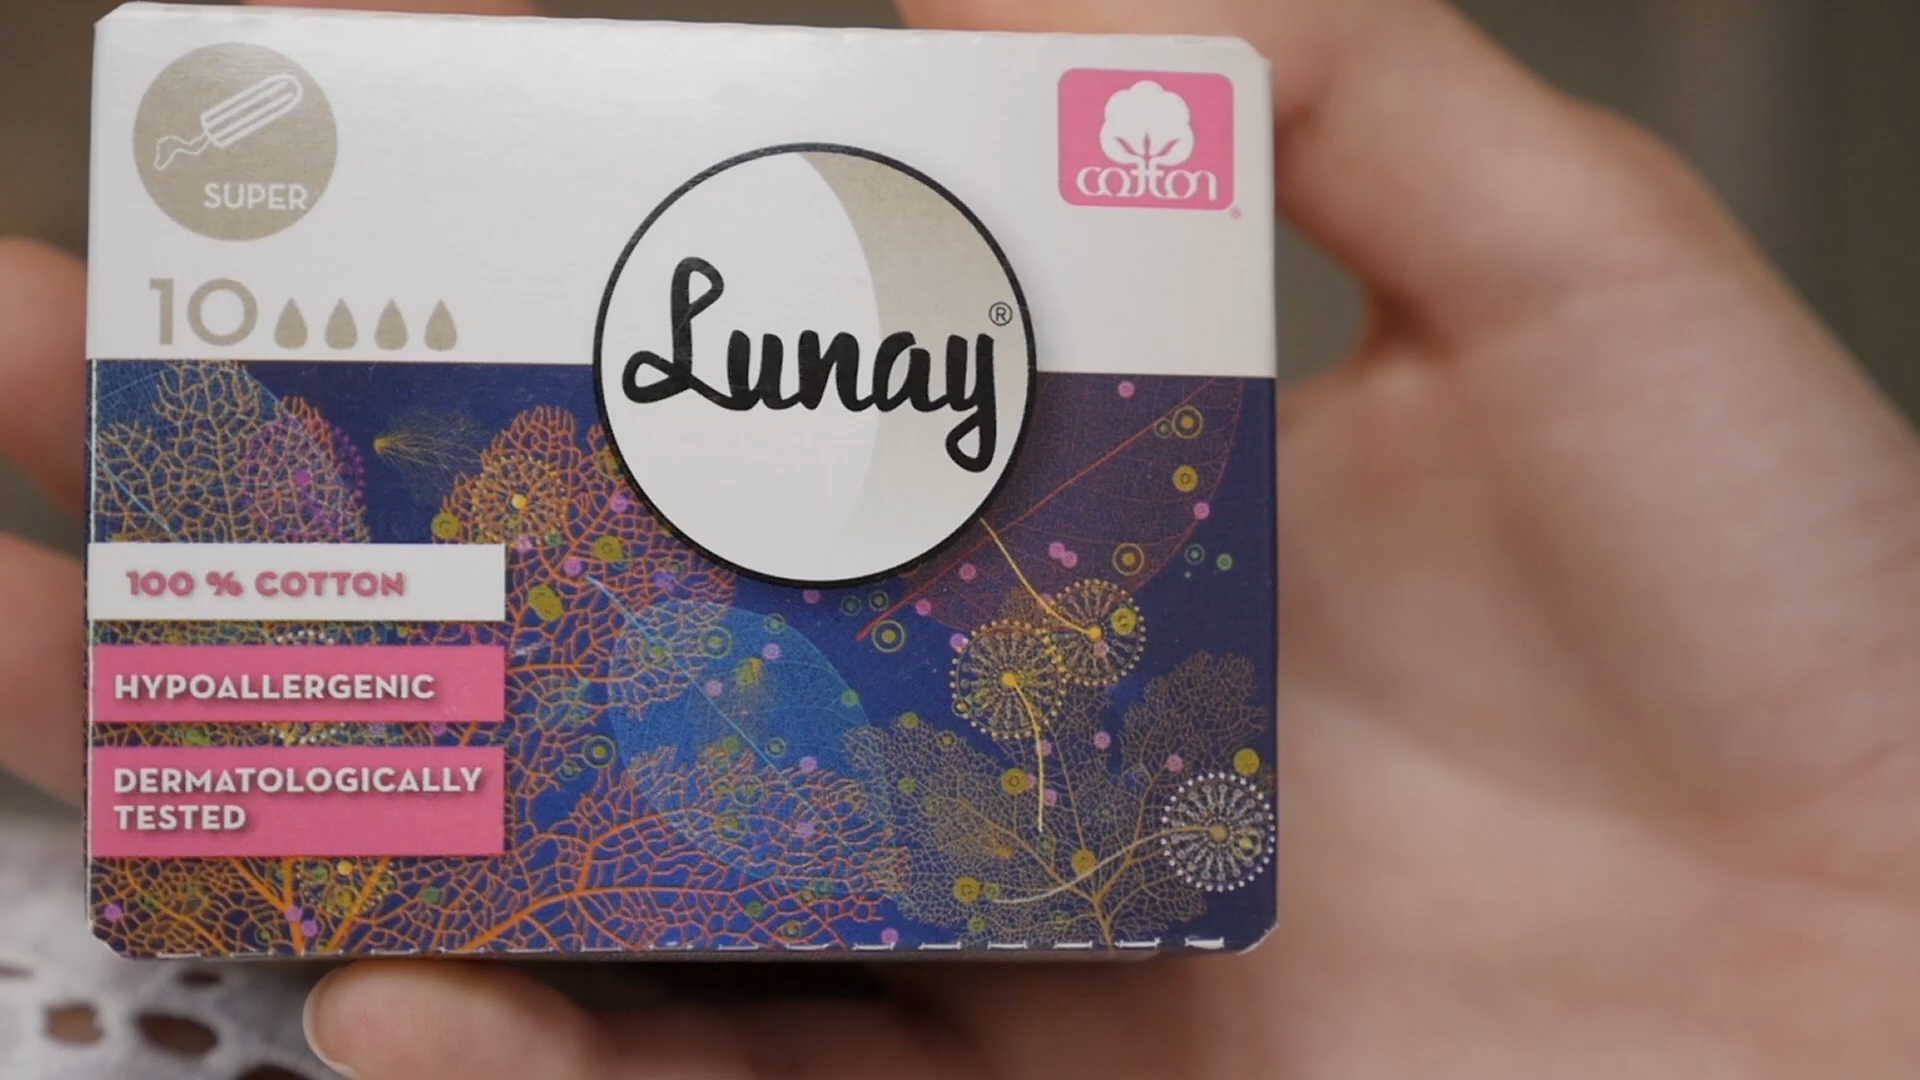 SUPER
10
cotton
®
Lunay®
100 % COTTON
HYPOALLERGENIC
DERMATOLOGICALLY
TESTED